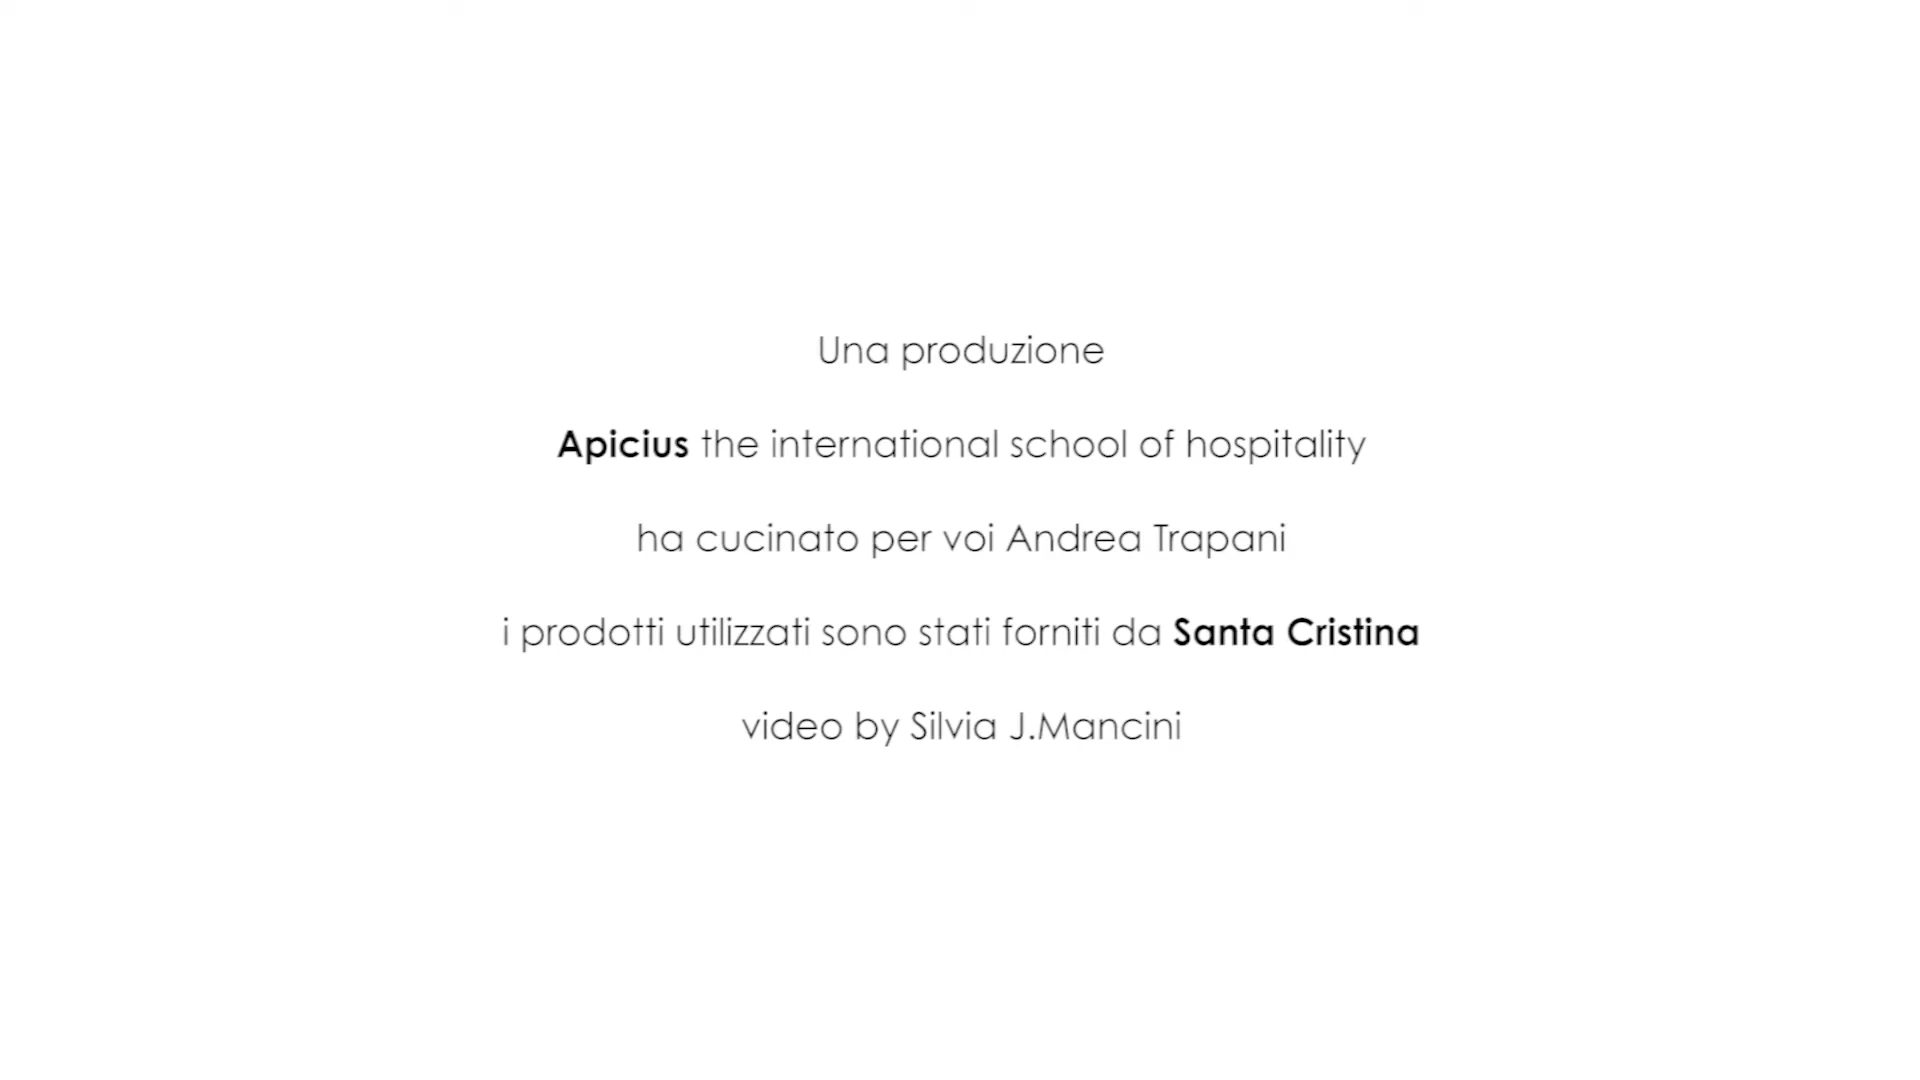 Una produzione
Apicius the international school of hospitality
ha cucinato per voi Andrea Trapani
i prodotti utilizzati sono stati forniti da Santa Cristina
video by Silvia J.Mancini